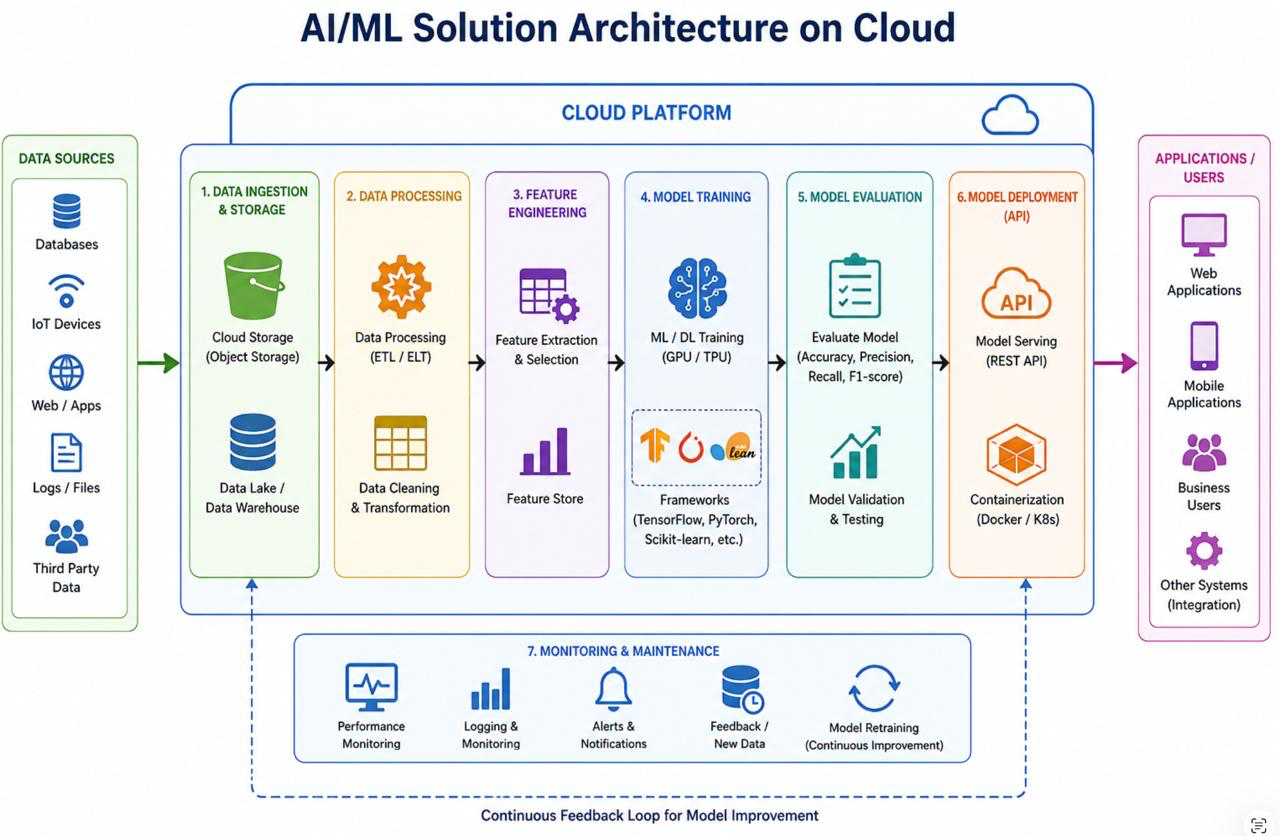 AI/ML Solution Architecture on Cloud
CLOUD PLATFORM
DATA SOURCES
Databases
IoT Devices
Web / Apps
Logs / Files
Third Party
Data
1. DATA INGESTION
& STORAGE
Cloud Storage
(Object Storage)
Data Lake /
Data Warehouse
2. DATA PROCESSING
Data Processing
(ETL / ELT)
Data Cleaning
& Transformation
3. FEATURE
ENGINEERING
Feature Extraction
& Selection
Feature Store
4. MODEL TRAINING
ML / DL Training
(GPU / TPU)
learn
Frameworks
(TensorFlow, PyTorch,
Scikit-learn, etc.)
5. MODEL EVALUATION
Evaluate Model
(Accuracy, Precision,
Recall, F1-score)
Model Validation
& Testing
6. MODEL DEPLOYMENT
(API)
API
Model Serving
(REST API)
Containerization
(Docker / K8s)
APPLICATIONS /
USERS
Web
Applications
Mobile
Applications
Business
Users
Other Systems
(Integration)
7. MONITORING & MAINTENANCE
Performance
Monitoring
Logging &
Monitoring
Alerts &
Notifications
Feedback /
New Data
Model Retraining
(Continuous Improvement)
Continuous Feedback Loop for Model Improvement